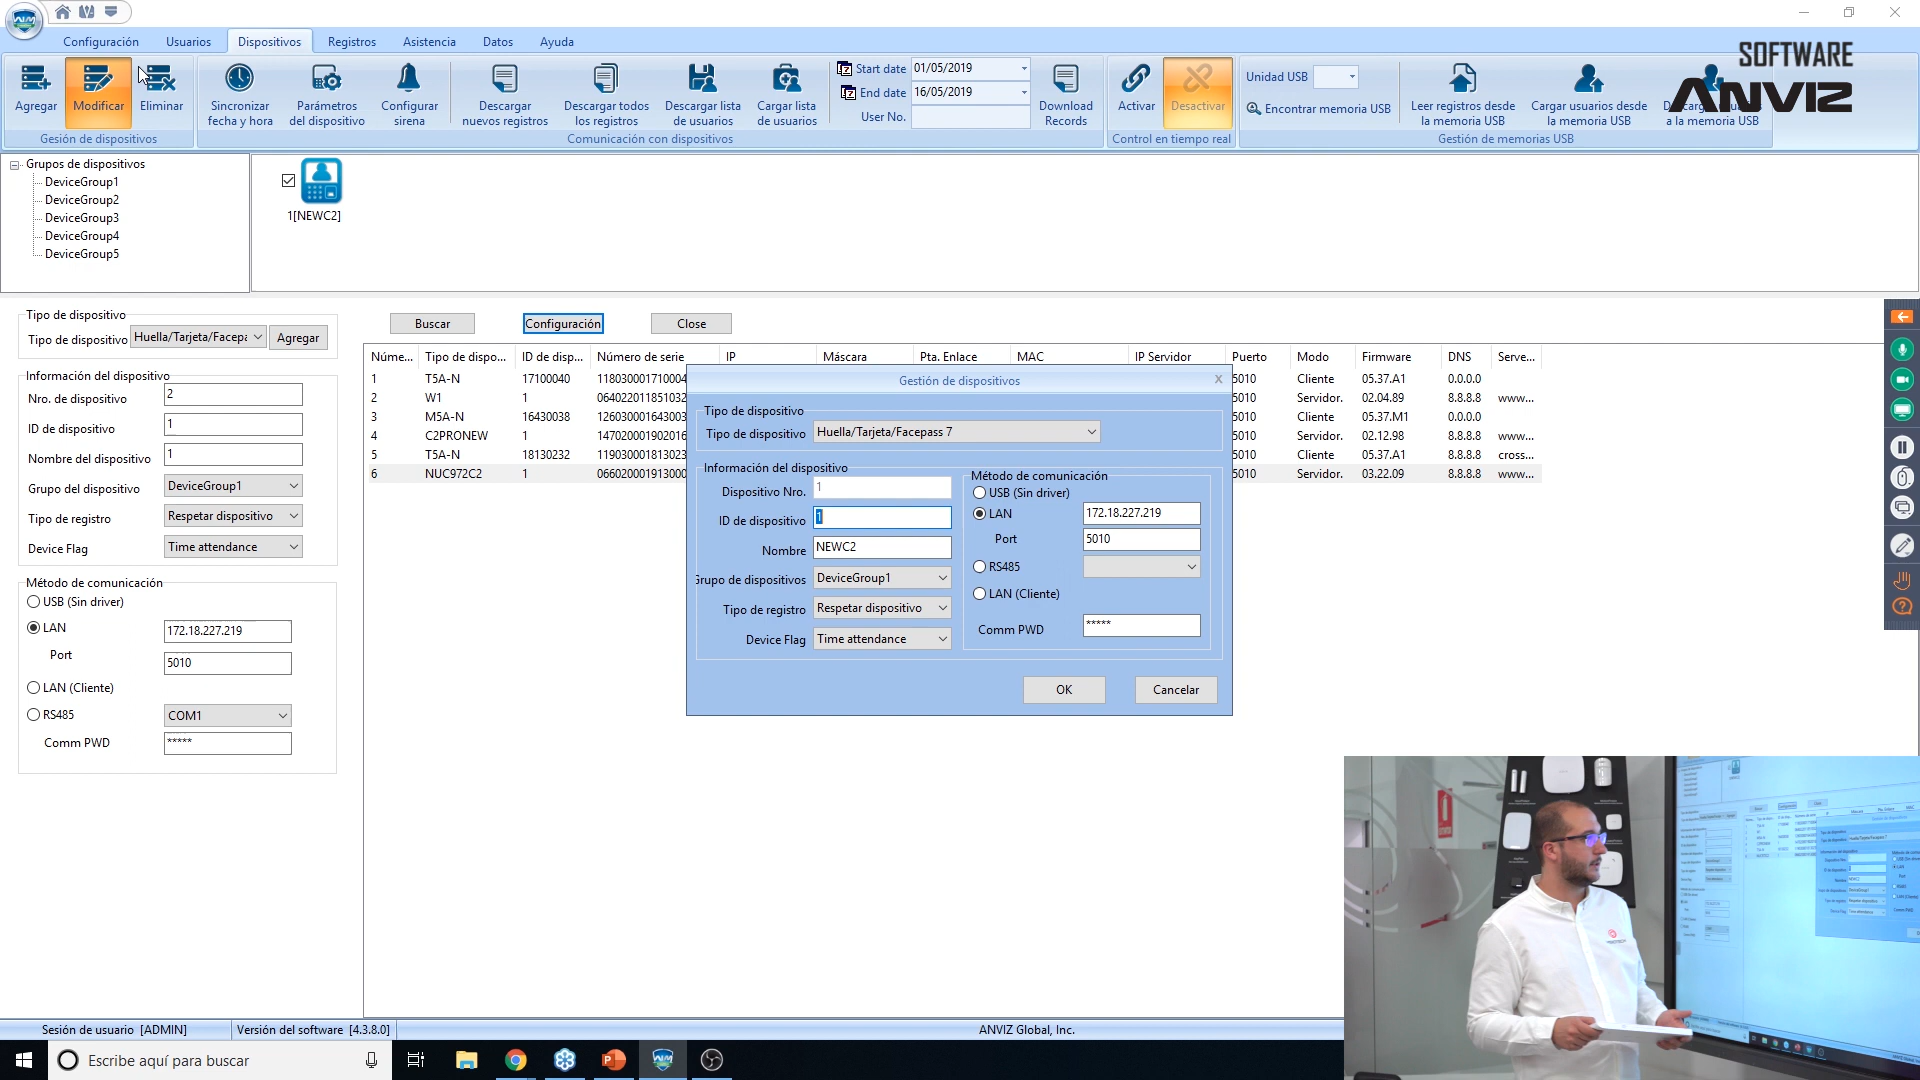 Configuración Usuarios Dispositivos Registros Asistencia Datos Ayuda
SOFTWARE
ANVIZ
Agregar Modificar Eliminar
Gesión de dispositivos
Sincronizar fecha y hora
Parámetros del dispositivo
Configurar sirena
Descargar nuevos registros
Descargar todos los registros
Descargar lista de usuarios
Cargar lista de usuarios
Start date 01/05/2019
End date 16/05/2019
User No.
Download Records
Comunicación con dispositivos
Activar Desactivar
Control en tiempo real
Unidad USB
Encontrar memoria USB
Leer registros desde la memoria USB
Cargar usuarios desde la memoria USB
a la memoria USB
Gestión de memorias USB
Grupos de dispositivos
DeviceGroup1
DeviceGroup2
DeviceGroup3
DeviceGroup4
DeviceGroup5
1[NEWC2]
Tipo de dispositivo
Tipo de dispositivo Huella/Tarjeta/Facepa Agregar
Información del dispositivo
Nro. de dispositivo 2
ID de dispositivo 1
Nombre del dispositivo 1
Grupo del dispositivo DeviceGroup1
Tipo de registro Respetar dispositivo
Device Flag Time attendance
Método de comunicación
USB (Sin driver)
LAN 172.18.227.219
Port 5010
LAN (Cliente)
RS485 COM1
Comm PWD *****
Buscar Configuración Close
Núme... Tipo de dispo... ID de disp... Número de serie IP Máscara Pta. Enlace MAC IP Servidor Puerto Modo Firmware DNS Serve...
1 T5A-N 17100040 118030001710004 5010 Cliente 05.37.A1 0.0.0.0
2 W1 1 064022011851032 5010 Servidor. 02.04.89 8.8.8.8 www...
3 M5A-N 16430038 126030001643003 5010 Cliente 05.37.M1 0.0.0.0
4 C2PRONEW 1 147020001902016 5010 Servidor. 02.12.98 8.8.8.8 www...
5 T5A-N 18130232 119030001813023 5010 Cliente 05.37.A1 8.8.8.8 cross...
6 NUC972C2 1 066020001913000 5010 Servidor. 03.22.09 8.8.8.8 www...
Gestión de dispositivos X
Tipo de dispositivo
Tipo de dispositivo Huella/Tarjeta/Facepass 7
Información del dispositivo
Dispositivo Nro. 1
ID de dispositivo 1
Nombre NEWC2
Grupo de dispositivos DeviceGroup1
Tipo de registro Respetar dispositivo
Device Flag Time attendance
Método de comunicación
USB (Sin driver)
LAN 172.18.227.219
Port 5010
RS485
LAN (Cliente)
Comm PWD *****
OK Cancelar
Sesión de usuario [ADMIN] Versión del software [4.3.8.0] ANVIZ Global, Inc.
Escribe aquí para buscar